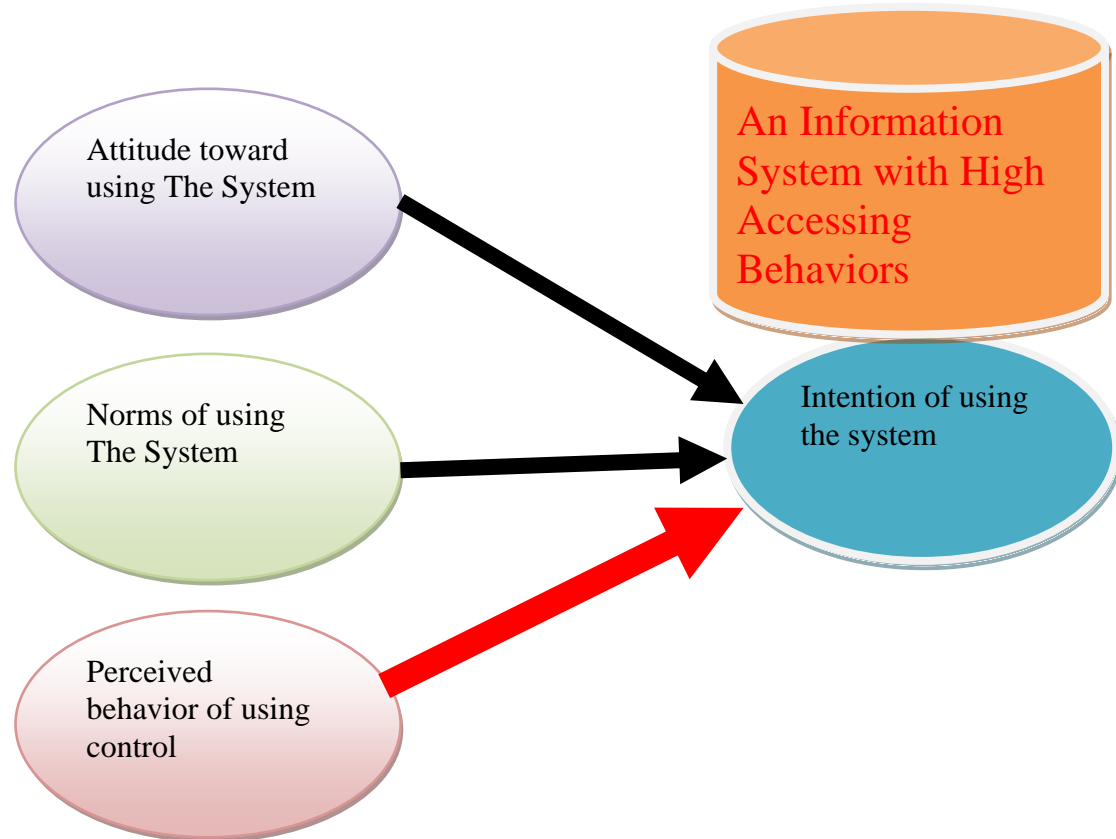 Attitude toward
using The System
An Information
System with High
Accessing
Behaviors
Norms of using
The System
Intention of using
the system
Perceived
behavior of using
control